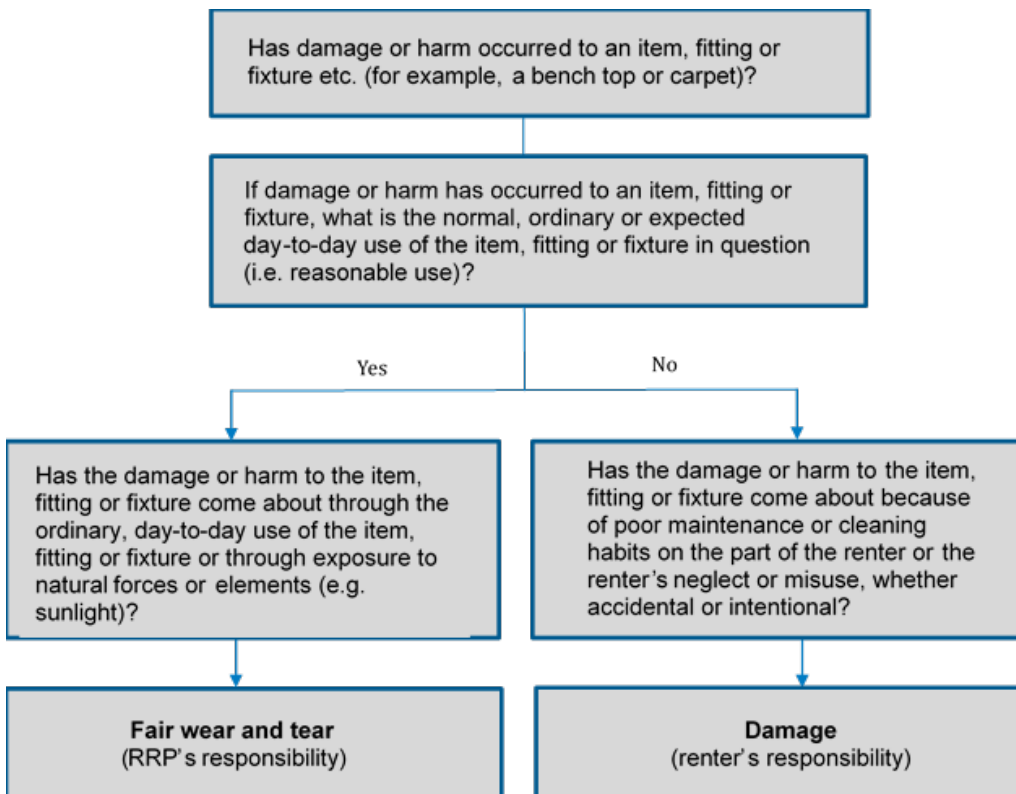 Has damage or harm occurred to an item, fitting or
fixture etc. (for example, a bench top or carpet)?
If damage or harm has occurred to an item, fitting or
fixture, what is the normal, ordinary or expected
day-to-day use of the item, fitting or fixture in question
(i.e. reasonable use)?
Yes
No
Has the damage or harm to the item,
fitting or fixture come about through the
ordinary, day-to-day use of the item,
fitting or fixture or through exposure to
natural forces or elements (e.g.
sunlight)?
Has the damage or harm to the item,
fitting or fixture come about because
of poor maintenance or cleaning
habits on the part of the renter or the
renter's neglect or misuse, whether
accidental or intentional?
Fair wear and tear
(RRP's responsibility)
Damage
(renter's responsibility)